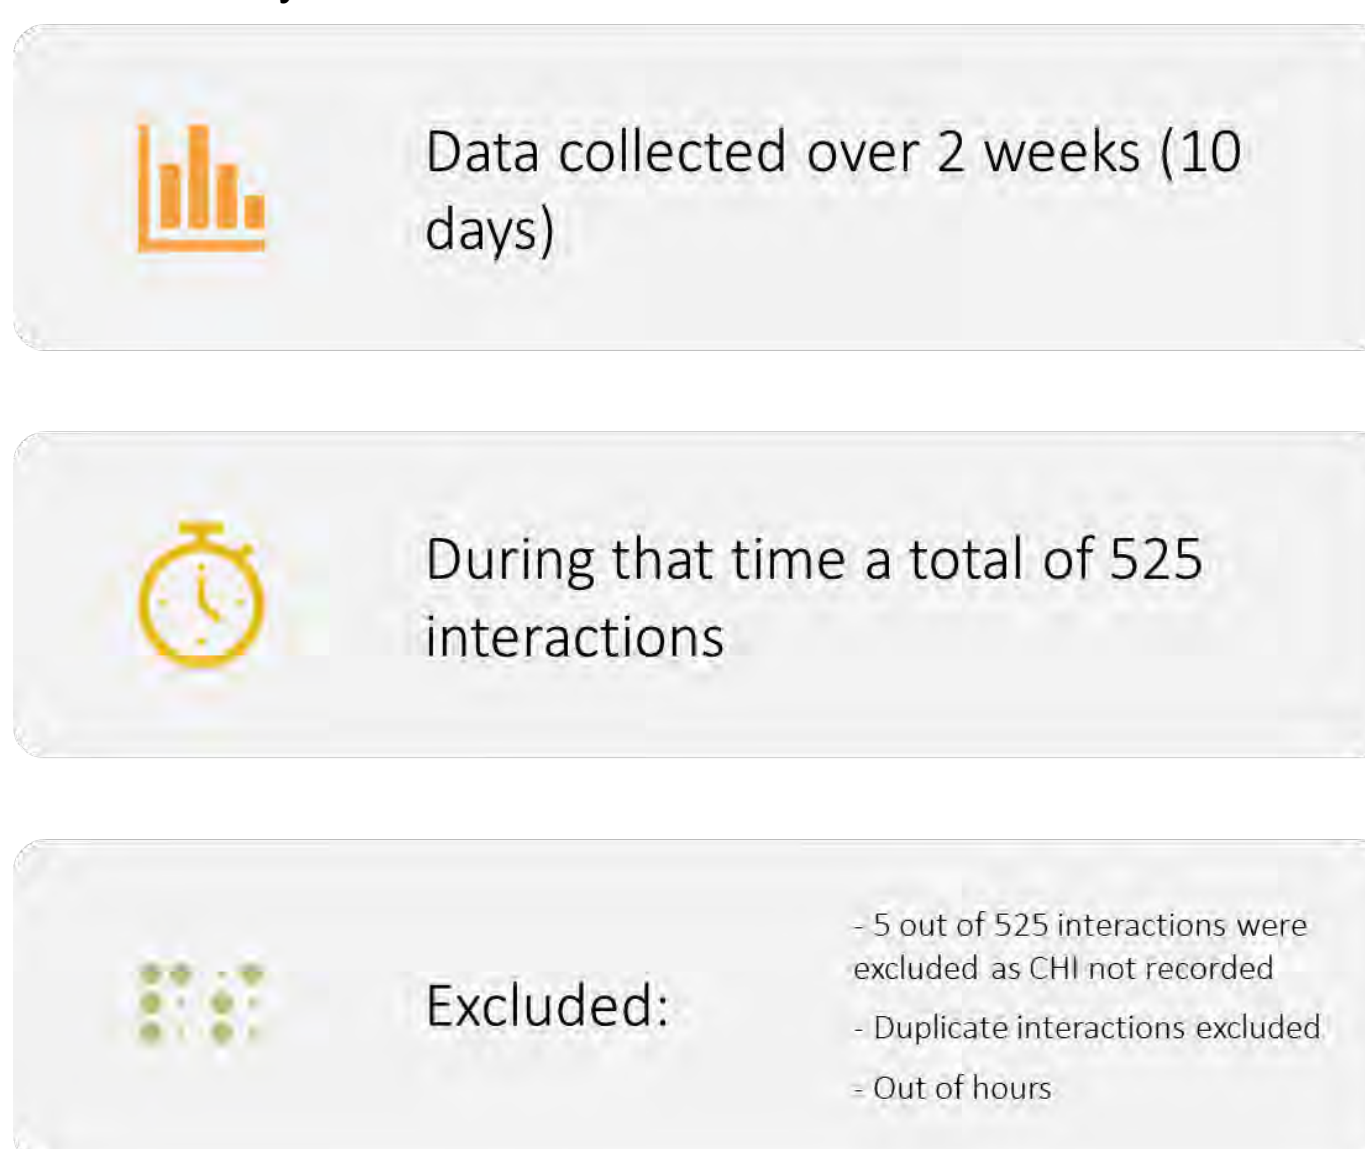 Data collected over 2 weeks (10
days)
During that time a total of 525
interactions
Excluded:
- 5 out of 525 interactions were
excluded as CHI not recorded
- Duplicate interactions excluded
- Out of hours